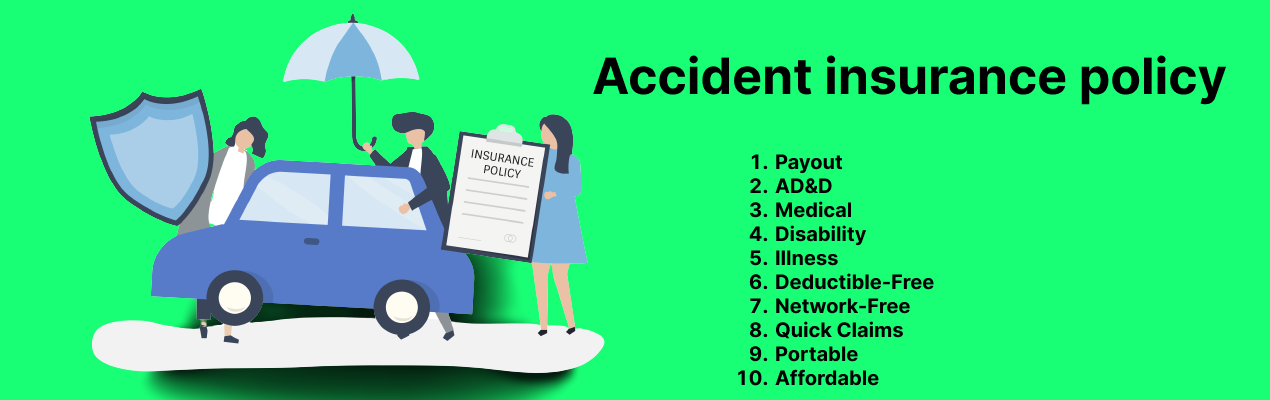 Accident insurance policy
INSURANCE
POLICY
1. Payout
2. AD&D
3. Medical
4. Disability
5. Illness
6. Deductible-Free
7. Network-Free
8. Quick Claims
9. Portable
10. Affordable